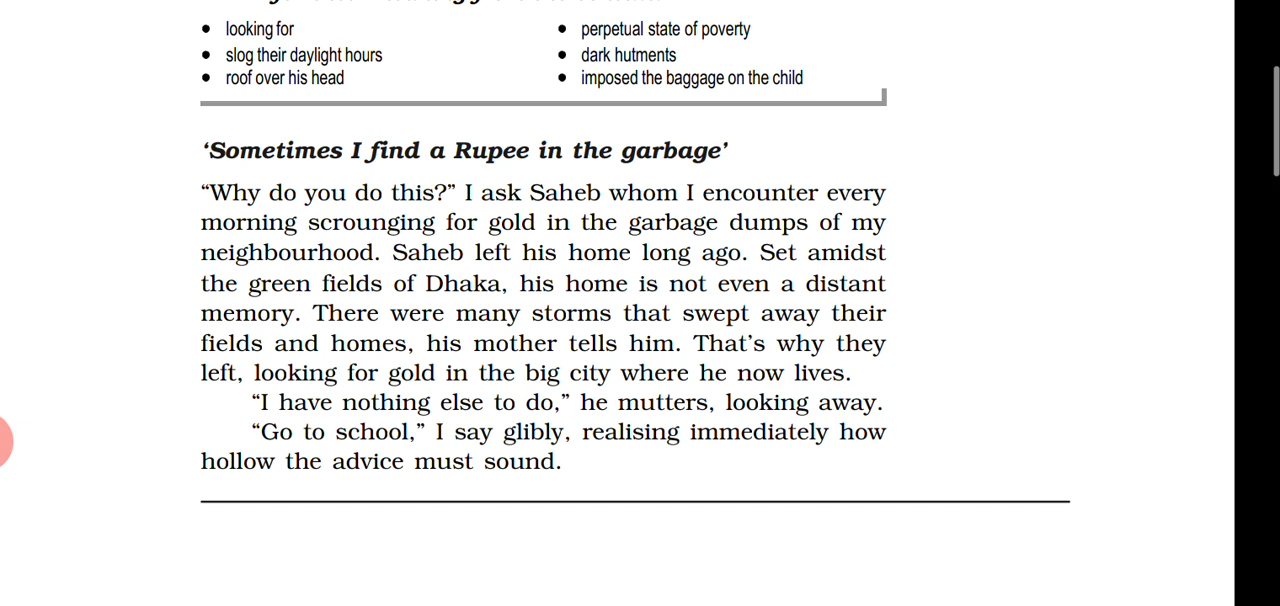 looking for
slog their daylight hours
roof over his head
perpetual state of poverty
dark hutments
imposed the baggage on the child
‘Sometimes I find a Rupee in the garbage’
“Why do you do this?” I ask Saheb whom I encounter every
morning scrounging for gold in the garbage dumps of my
neighbourhood. Saheb left his home long ago. Set amidst
the green fields of Dhaka, his home is not even a distant
memory. There were many storms that swept away their
fields and homes, his mother tells him. That’s why they
left, looking for gold in the big city where he now lives.
“I have nothing else to do,” he mutters, looking away.
“Go to school,” I say glibly, realising immediately how
hollow the advice must sound.